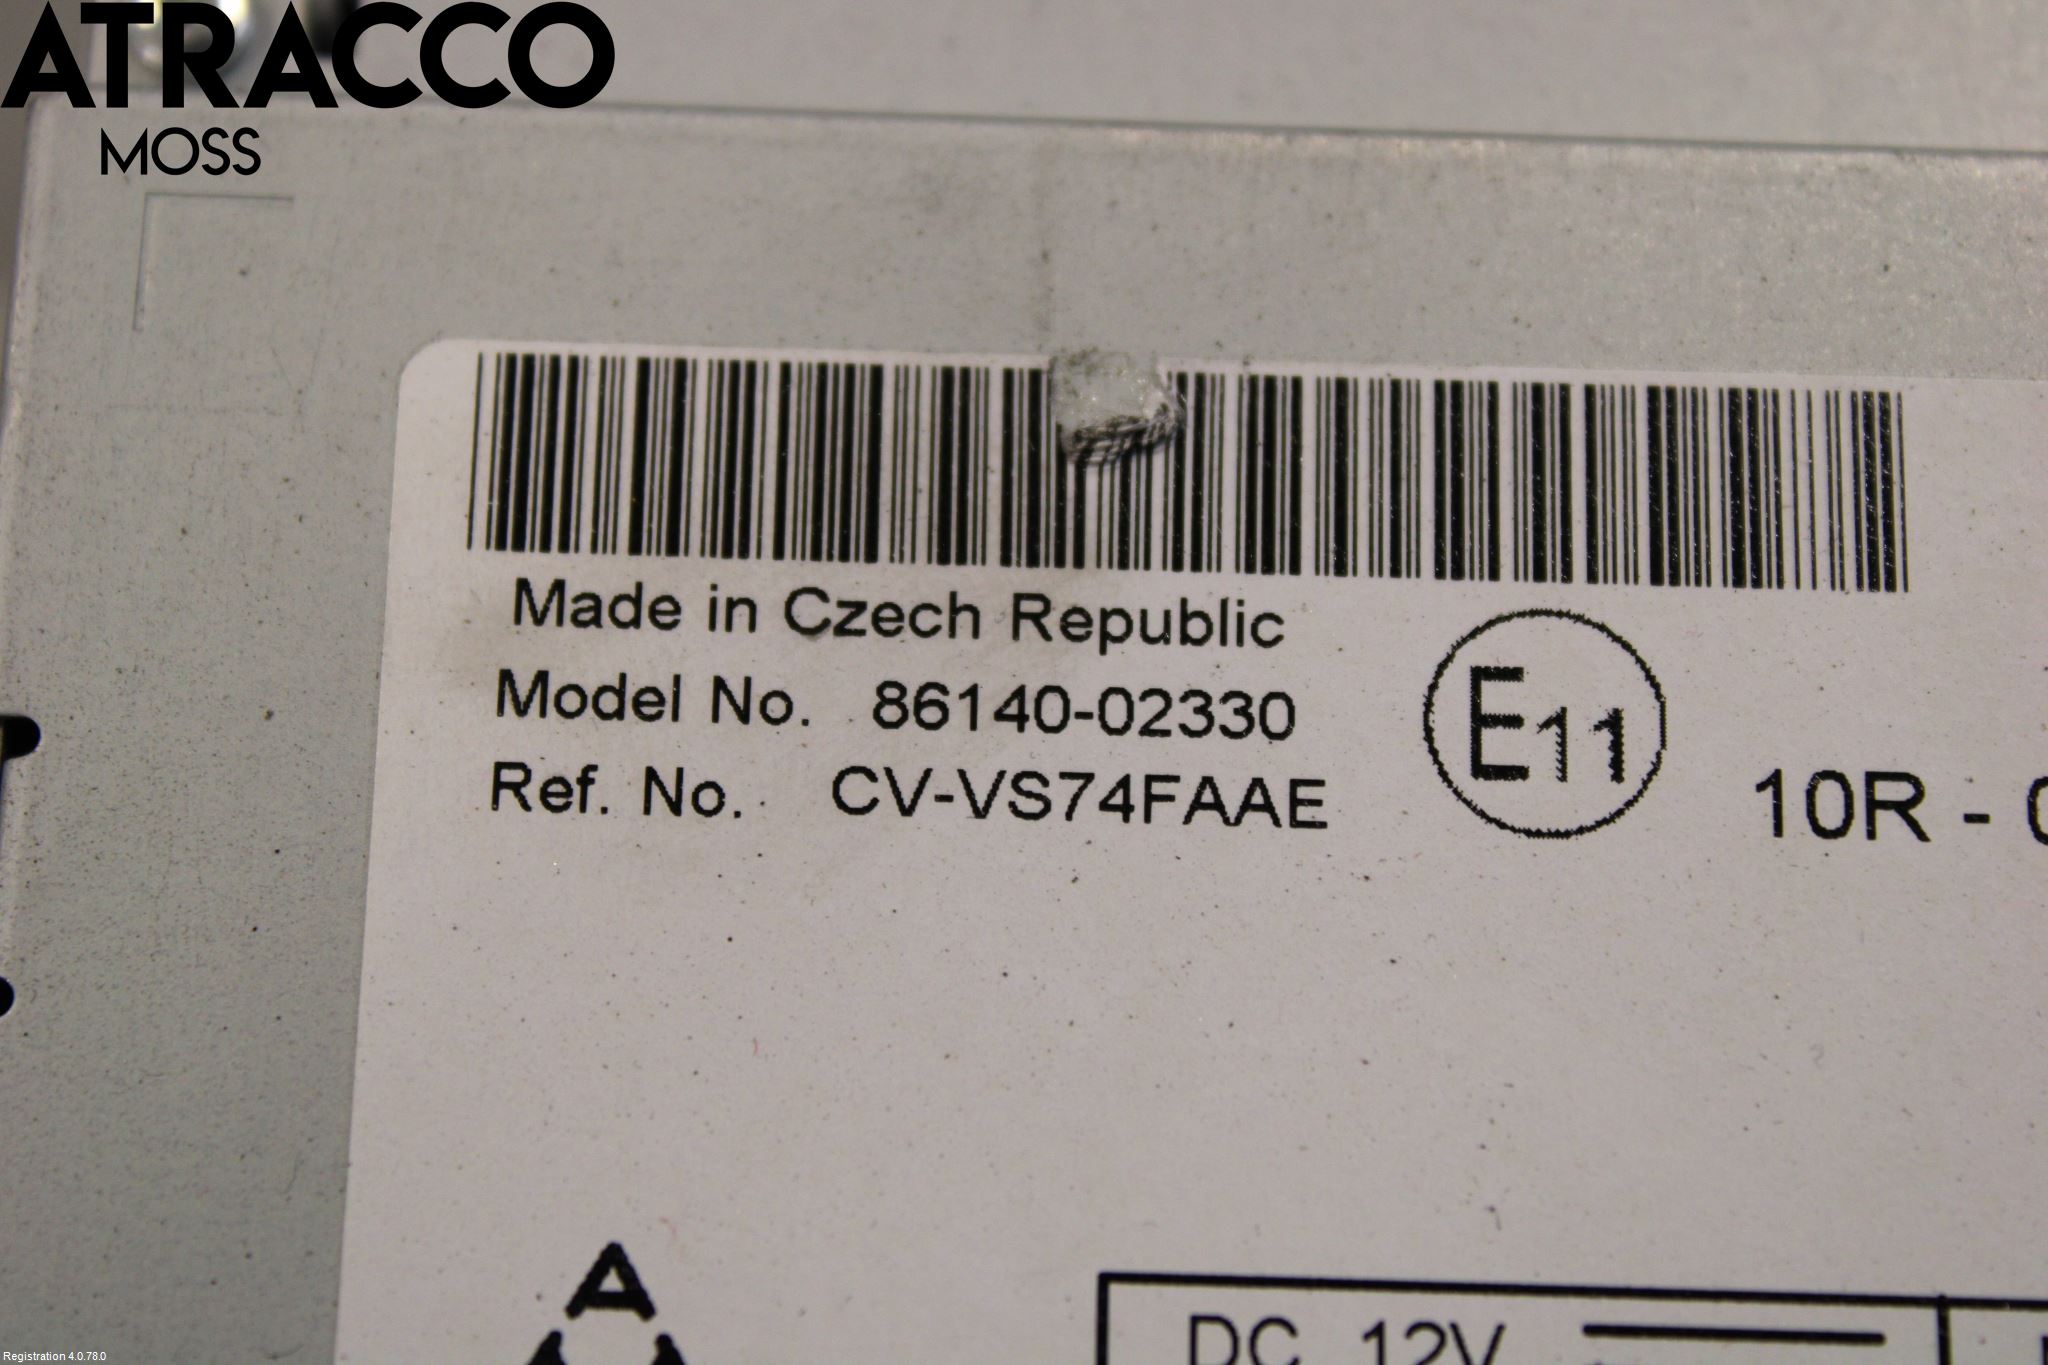 ATRACCO
MOSS
Made in Czech Republic
Model No. 86140-02330
Ref. No. CV-VS74FAAE
E11
10R -
A
DC 12V
Registration 4.0.78.0